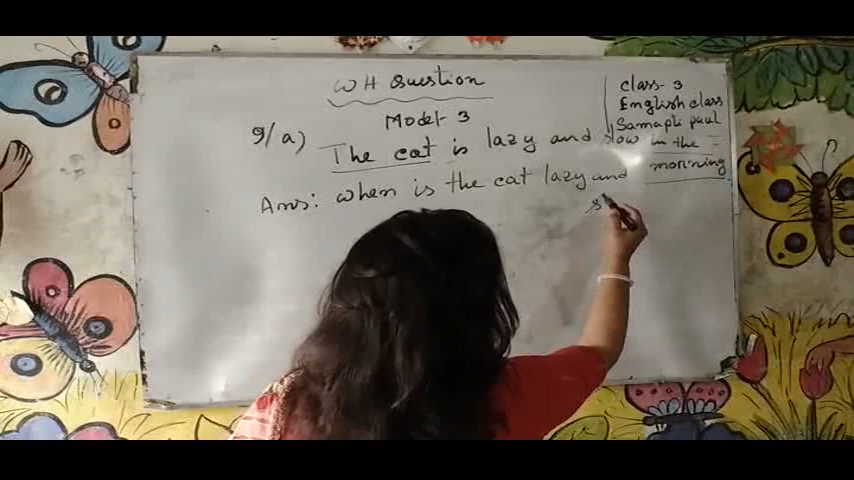 WH Question
class-3
English class
Samapti paul
Model-3
9/a) The cat is lazy and slow in the
morning
Ans: when is the cat lazy and
s